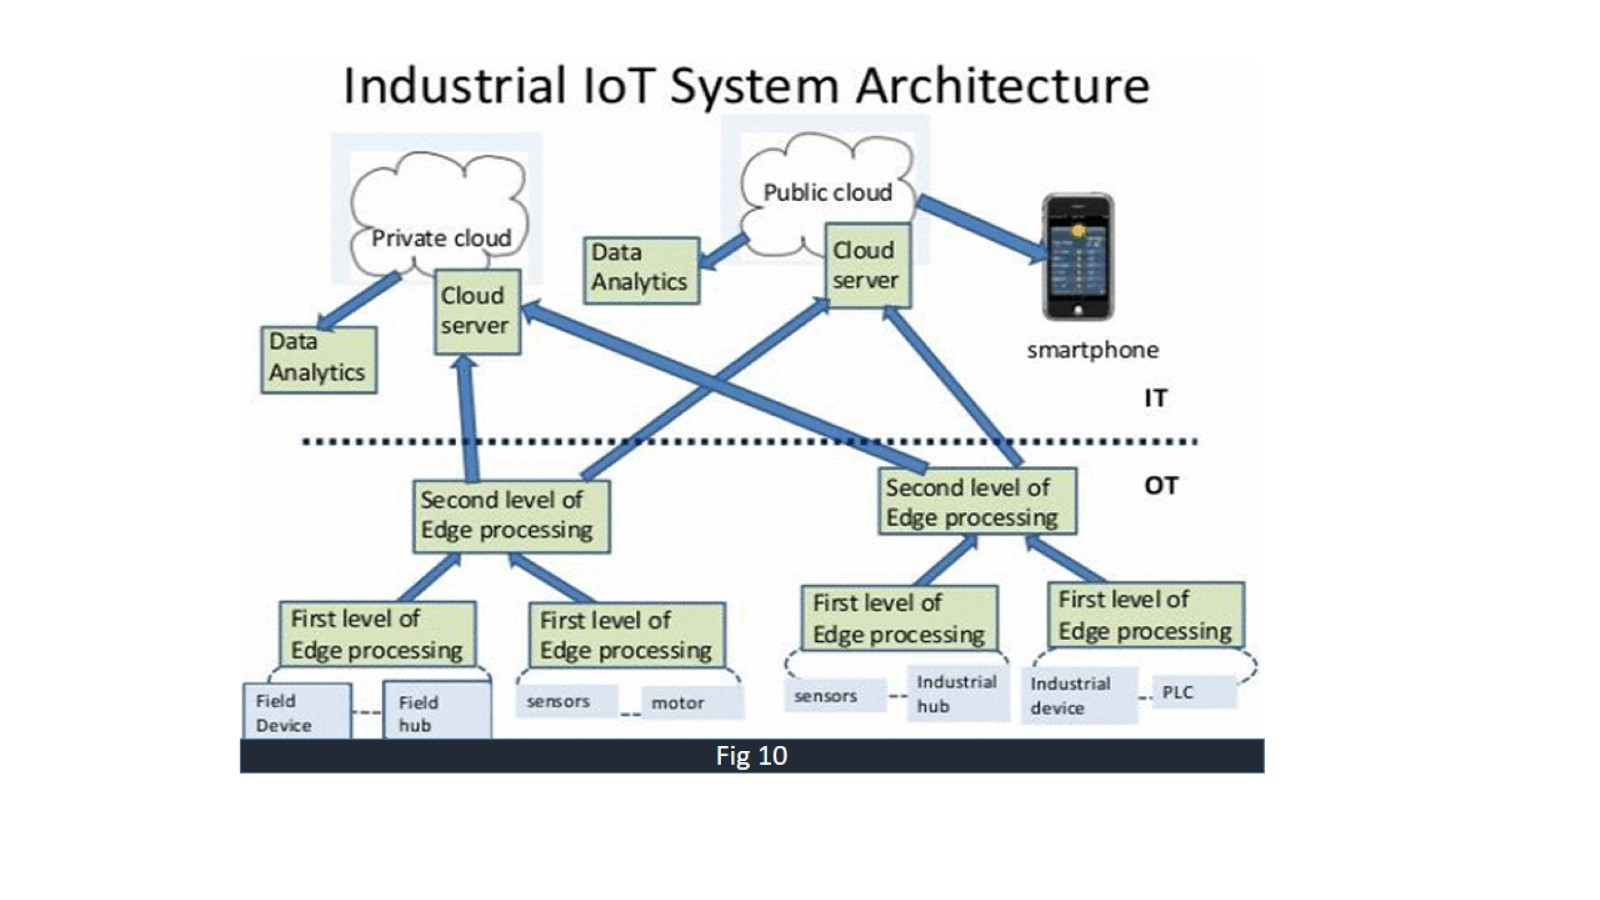 Industrial IoT System Architecture
Private cloud
Public cloud
Cloud
server
Data
Analytics
Cloud
server
Data
Analytics
smartphone
IT
OT
Second level of
Edge processing
Second level of
Edge processing
First level of
Edge processing
First level of
Edge processing
First level of
Edge processing
First level of
Edge processing
Field
Device
Field
hub
sensors
motor
sensors
Industrial
hub
Industrial
device
PLC
Fig 10